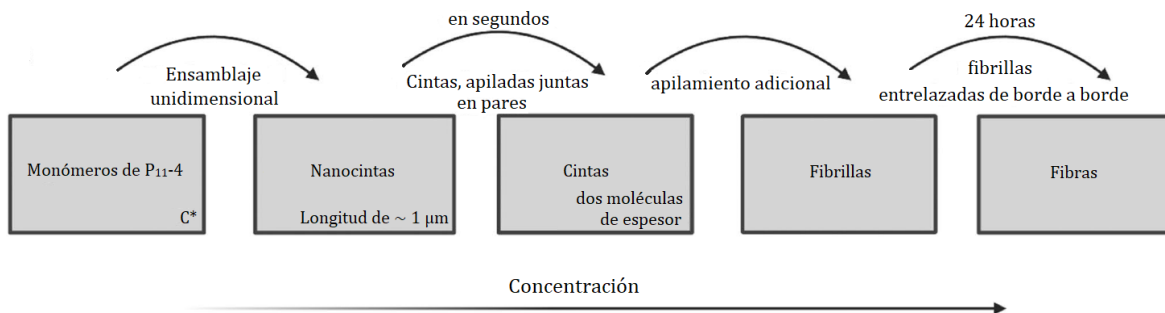 en segundos
24 horas
Ensamblaje
unidimensional
Cintas, apiladas juntas
en pares
apilamiento adicional
fibrillas
entrelazadas de borde a borde
Monómeros de P₁₁-4
C*
Nanocintas
Longitud de ~ 1 µm
Cintas
dos moléculas
de espesor
Fibrillas
Fibras
Concentración